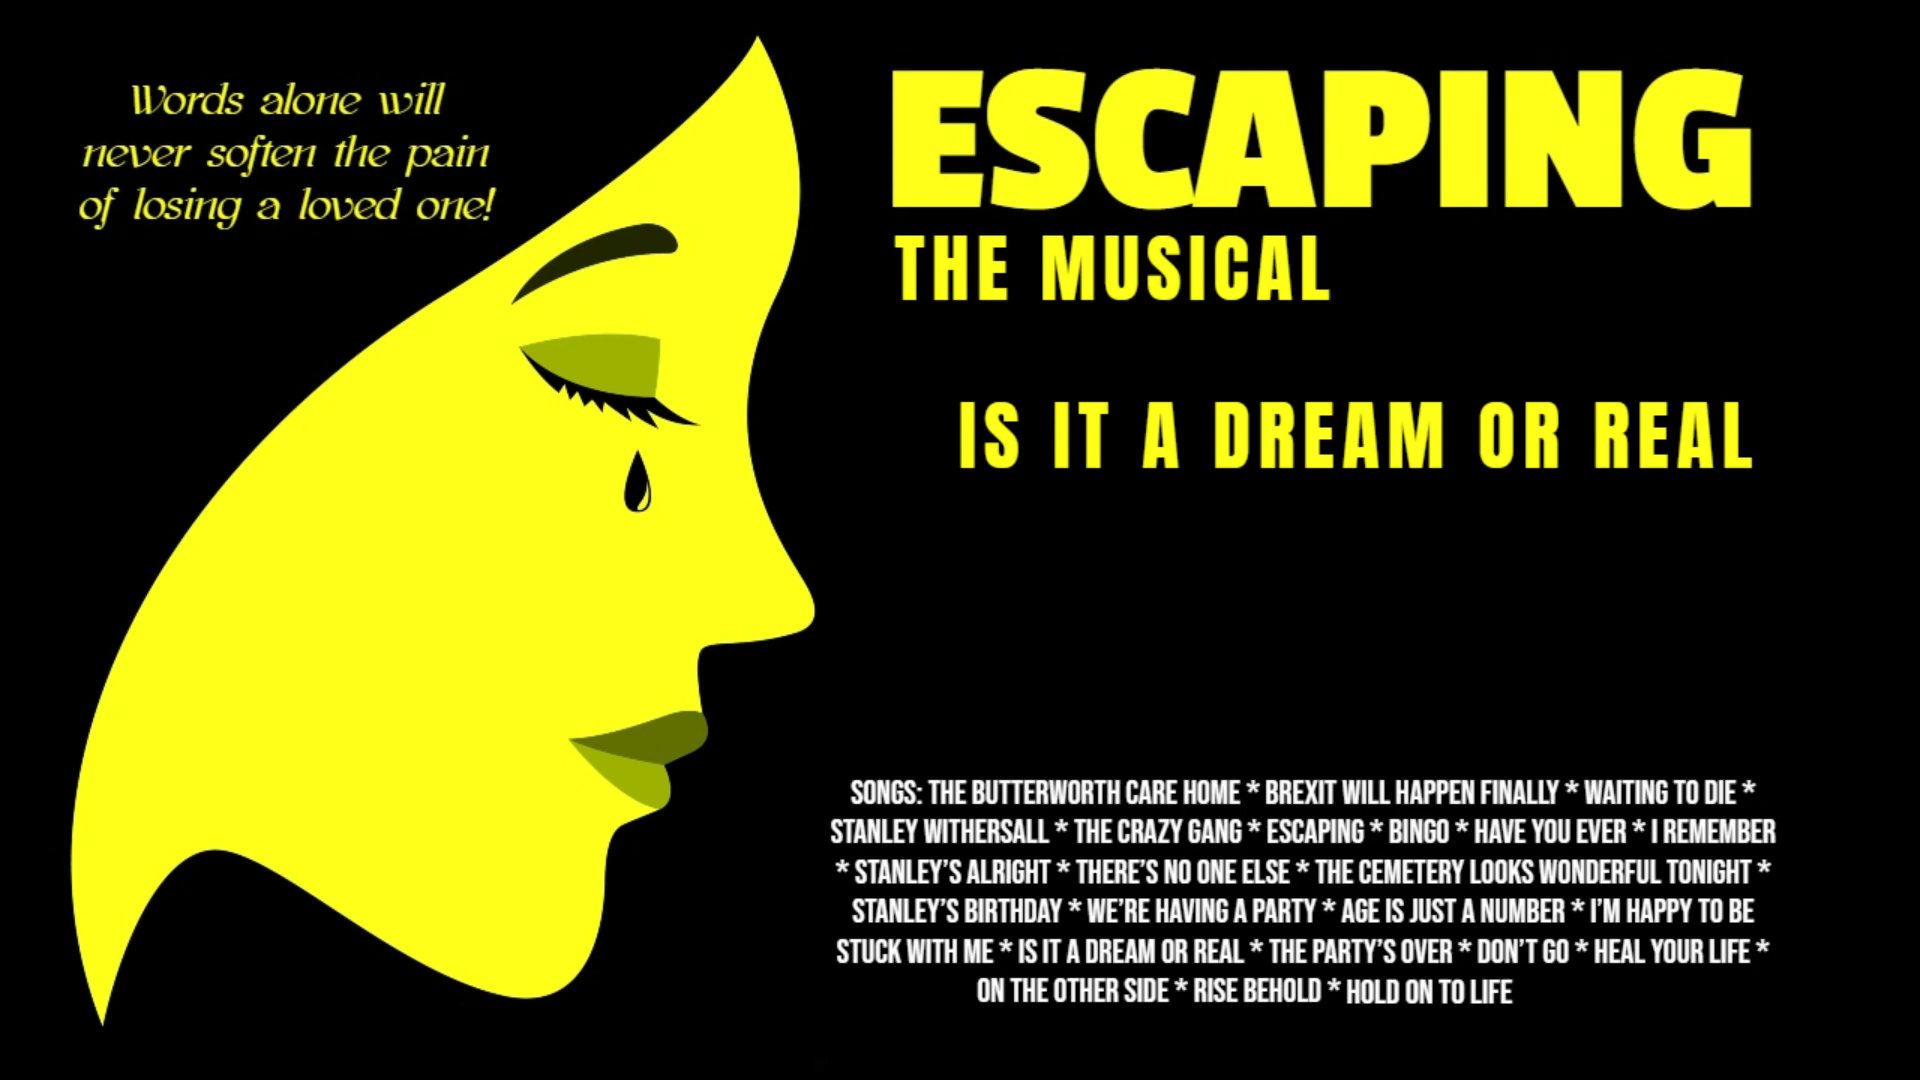 Words alone will
never soften the pain
of losing a loved one!
ESCAPING
THE MUSICAL
IS IT A DREAM OR REAL
SONGS: THE BUTTERWORTH CARE HOME * BREXIT WILL HAPPEN FINALLY * WAITING TO DIE *
STANLEY WITHERSALL * THE CRAZY GANG * ESCAPING * BINGO * HAVE YOU EVER * I REMEMBER
* STANLEY'S ALRIGHT * THERE'S NO ONE ELSE * THE CEMETERY LOOKS WONDERFUL TONIGHT *
STANLEY'S BIRTHDAY * WE'RE HAVING A PARTY * AGE IS JUST A NUMBER * I'M HAPPY TO BE
STUCK WITH ME * IS IT A DREAM OR REAL * THE PARTY'S OVER * DON'T GO * HEAL YOUR LIFE *
ON THE OTHER SIDE * RISE BEHOLD * HOLD ON TO LIFE